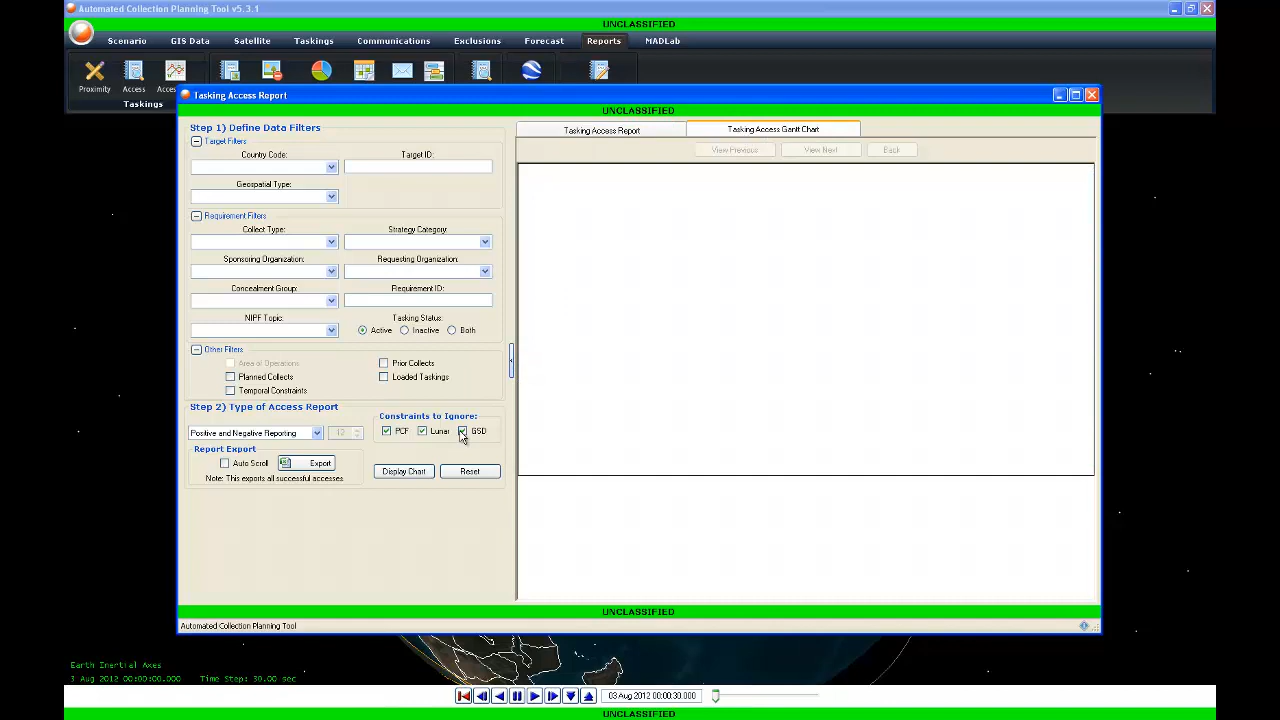 Automated Collection Planning Tool v5.3.1
UNCLASSIFIED
Scenario GIS Data Satellite Taskings Communications Exclusions Forecast Reports MADLab
Proximity Access Acces
Taskings
Tasking Access Report
UNCLASSIFIED
Step 1) Define Data Filters
Tasking Access Report Tasking Access Gantt Chart
Target Filters
View Previous View Next Back
Country Code: Target ID:
Geospatial Type:
Requirement Filters
Collect Type: Strategy Category:
Sponsoring Organization: Requesting Organization:
Concealment Group: Requirement ID:
NIPF Topic: Tasking Status:
Active Inactive Both
Other Filters
Area of Operations Prior Collects
Planned Collects Loaded Taskings
Temporal Constraints
Step 2) Type of Access Report
Constraints to Ignore:
Positive and Negative Reporting 12 PCF Lunar GSD
Report Export
Auto Scroll Export Display Chart Reset
Note: This exports all successful accesses
UNCLASSIFIED
Automated Collection Planning Tool
Earth Inertial Axes
3 Aug 2012 00:00:00.000 Time Step: 30.00 sec
03 Aug 2012 00:00:30.000
UNCLASSIFIED